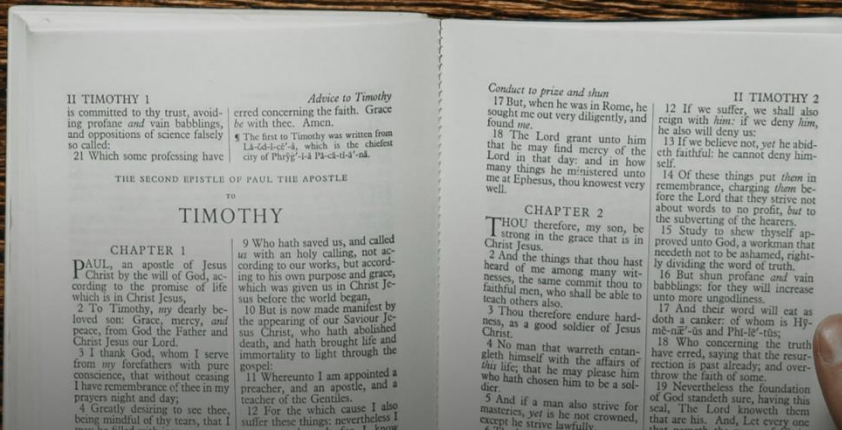 II TIMOTHY 1
Advice to Timothy
is committed to thy trust, avoid-
ing profane and vain babblings,
and oppositions of science falsely
so called:
21 Which some professing have
erred concerning the faith. Grace
be with thee. Amen.
¶ The first to Timothy was written from
Lā-ŏd-ĭ-cē'-ȧ, which is the chiefest
city of Phrўg'-ĭ-ȧ Pȧ-cȧ-tĭ-ā'-nȧ.
THE SECOND EPISTLE OF PAUL THE APOSTLE
TO
TIMOTHY
CHAPTER 1
PAUL, an apostle of Jesus
Christ by the will of God, ac-
cording to the promise of life
which is in Christ Jesus,
2 To Timothy, my dearly be-
loved son: Grace, mercy, and
peace, from God the Father and
Christ Jesus our Lord.
3 I thank God, whom I serve
from my forefathers with pure
conscience, that without ceasing
I have remembrance of thee in my
prayers night and day;
4 Greatly desiring to see thee,
being mindful of thy tears, that I
9 Who hath saved us, and called
us with an holy calling, not ac-
cording to our works, but accord-
ing to his own purpose and grace,
which was given us in Christ Je-
sus before the world began,
10 But is now made manifest by
the appearing of our Saviour Je-
sus Christ, who hath abolished
death, and hath brought life and
immortality to light through the
gospel:
11 Whereunto I am appointed a
preacher, and an apostle, and a
teacher of the Gentiles.
12 For the which cause I also
suffer these things: nevertheless I
Conduct to prize and shun
II TIMOTHY 2
17 But, when he was in Rome, he
sought me out very diligently, and
found me.
18 The Lord grant unto him
that he may find mercy of the
Lord in that day: and in how
many things he ministered unto
me at Ephesus, thou knowest very
well.
CHAPTER 2
THOU therefore, my son, be
strong in the grace that is in
Christ Jesus.
2 And the things that thou hast
heard of me among many wit-
nesses, the same commit thou to
faithful men, who shall be able to
teach others also.
3 Thou therefore endure hard-
ness, as a good soldier of Jesus
Christ.
4 No man that warreth entan-
gleth himself with the affairs of
this life; that he may please him
who hath chosen him to be a sol-
dier.
5 And if a man also strive for
masteries, yet is he not crowned,
except he strive lawfully.
12 If we suffer, we shall also
reign with him: if we deny him,
he also will deny us:
13 If we believe not, yet he abid-
eth faithful: he cannot deny him-
self.
14 Of these things put them in
remembrance, charging them be-
fore the Lord that they strive not
about words to no profit, but to
the subverting of the hearers.
15 Study to shew thyself ap-
proved unto God, a workman that
needeth not to be ashamed, right-
ly dividing the word of truth.
16 But shun profane and vain
babblings: for they will increase
unto more ungodliness.
17 And their word will eat as
doth a canker: of whom is Hȳ-
mē-næ'-ŭs and Phĭ-lē'-tŭs;
18 Who concerning the truth
have erred, saying that the resur-
rection is past already; and over-
throw the faith of some.
19 Nevertheless the foundation
of God standeth sure, having this
seal, The Lord knoweth them
that are his. And, Let every one